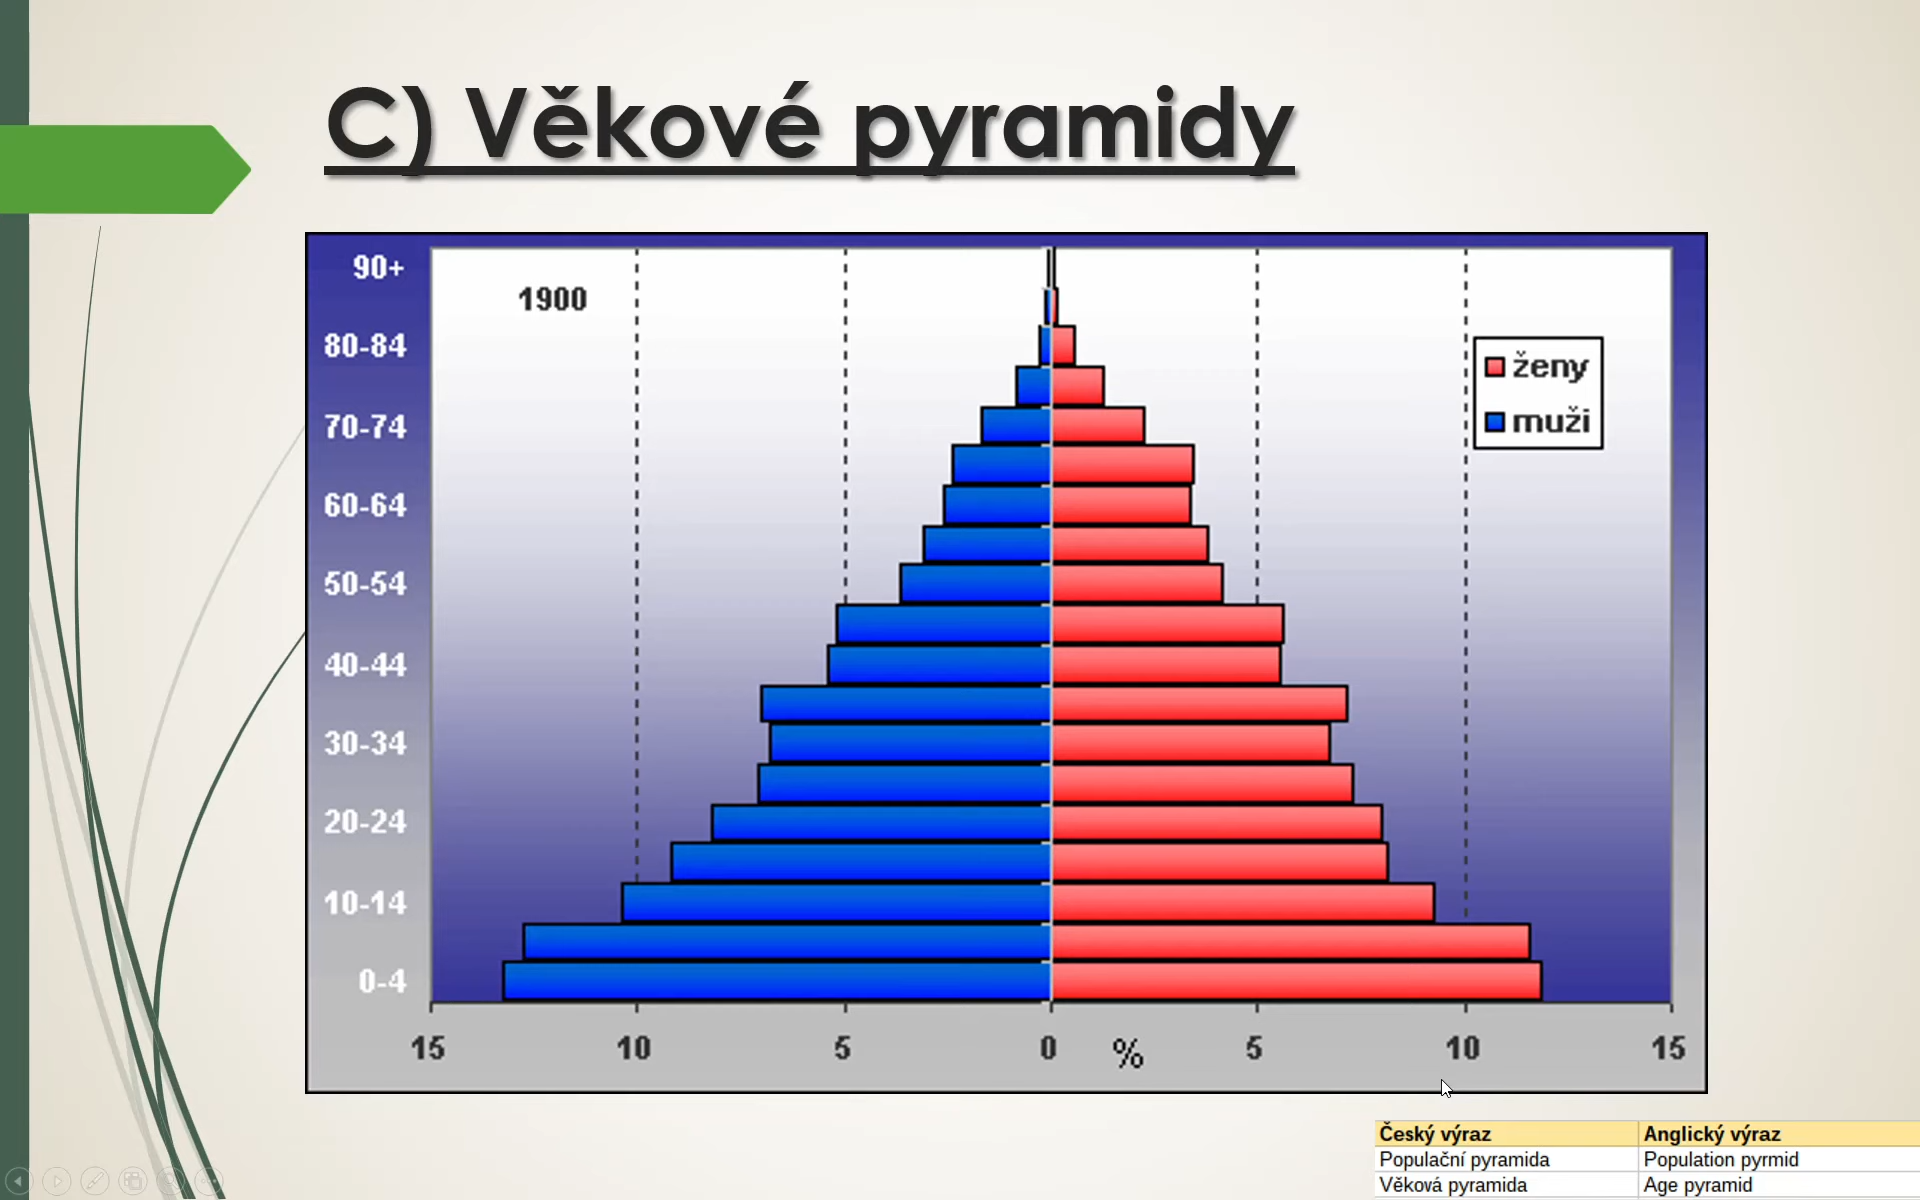 C) Věkové pyramidy
90+
1900
80-84
ženy
70-74
muži
60-64
50-54
40-44
30-34
20-24
10-14
0-4
15 10 5 0 % 5 10 15
Český výraz Anglický výraz
Populační pyramida Population pyrmid
Věková pyramida Age pyramid